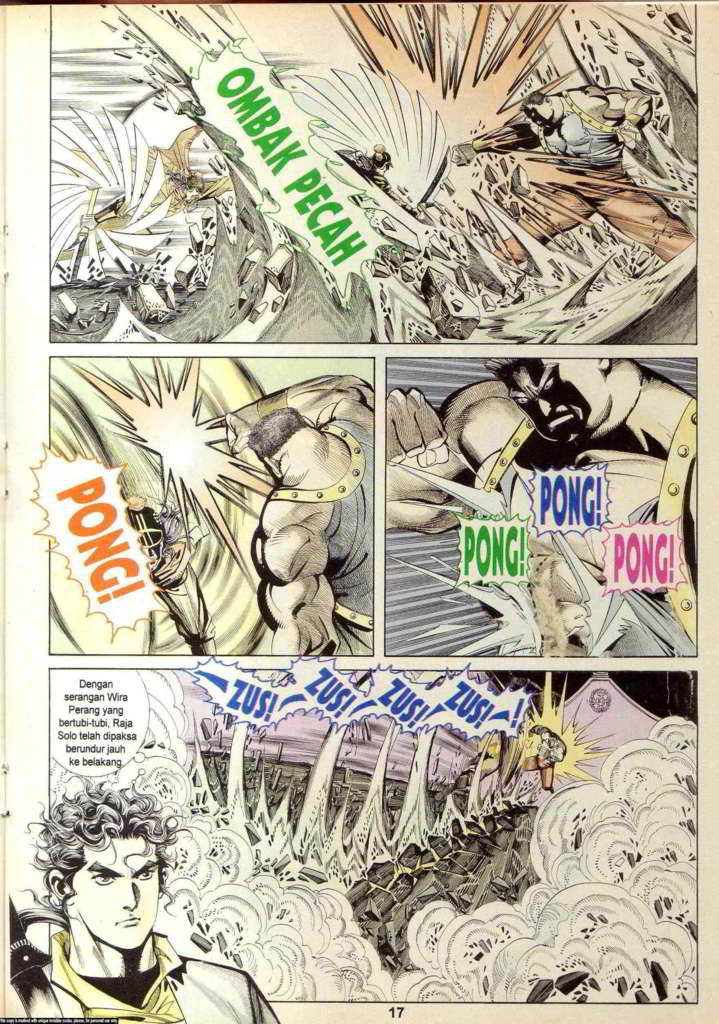 OMBAK PECAH
PONG!
PONG!
PONG!
PONG!
Dengan
serangan Wira
Perang yang
bertubi-tubi, Raja
Solo telah dipaksa
berundur jauh
ke belakang.
ZUS!
ZUS!
ZUS!
ZUS!
!
17